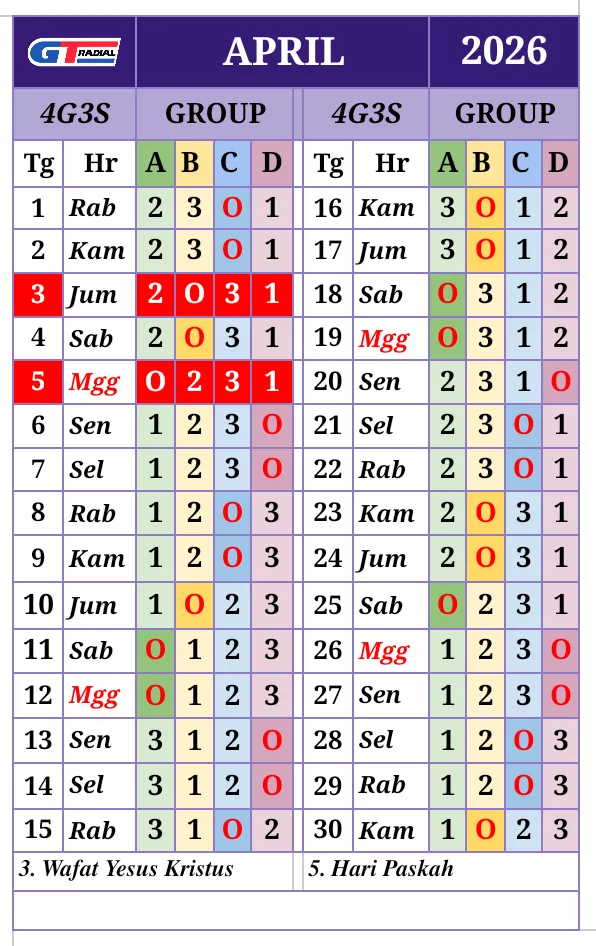 GT RADIAL APRIL 2026
4G3S GROUP 4G3S GROUP
Tg Hr A B C D Tg Hr A B C D
1 Rab 2 3 O 1 16 Kam 3 O 1 2
2 Kam 2 3 O 1 17 Jum 3 O 1 2
3 Jum 2 O 3 1 18 Sab O 3 1 2
4 Sab 2 O 3 1 19 Mgg O 3 1 2
5 Mgg O 2 3 1 20 Sen 2 3 1 O
6 Sen 1 2 3 O 21 Sel 2 3 O 1
7 Sel 1 2 3 O 22 Rab 2 3 O 1
8 Rab 1 2 O 3 23 Kam 2 O 3 1
9 Kam 1 2 O 3 24 Jum 2 O 3 1
10 Jum 1 O 2 3 25 Sab O 2 3 1
11 Sab O 1 2 3 26 Mgg 1 2 3 O
12 Mgg O 1 2 3 27 Sen 1 2 3 O
13 Sen 3 1 2 O 28 Sel 1 2 O 3
14 Sel 3 1 2 O 29 Rab 1 2 O 3
15 Rab 3 1 O 2 30 Kam 1 O 2 3
3. Wafat Yesus Kristus 5. Hari Paskah